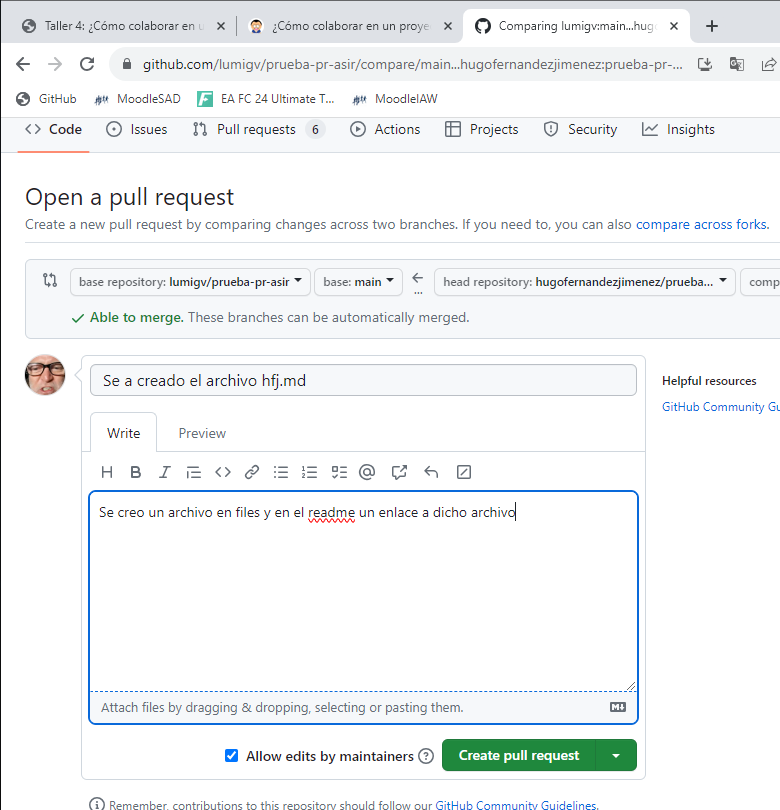 Taller 4: ¿Cómo colaborar en u
¿Cómo colaborar en un proye
Comparing lumigv:main...hugo
github.com/lumigv/prueba-pr-asir/compare/main...hugofernandezjimenez:prueba-pr-...
GitHub MoodleSAD EA FC 24 Ultimate T... MoodleIAW
Code Issues Pull requests 6 Actions Projects Security Insights
Open a pull request
Create a new pull request by comparing changes across two branches. If you need to, you can also compare across forks.
base repository: lumigv/prueba-pr-asir base: main ← head repository: hugofernandezjimenez/prueba... comp
...
Able to merge. These branches can be automatically merged.
Se a creado el archivo hfj.md
Helpful resources
GitHub Community Gu
Write Preview
Se creo un archivo en files y en el readme un enlace a dicho archivo
Attach files by dragging & dropping, selecting or pasting them.
Allow edits by maintainers
Create pull request
Remember, contributions to this repository should follow our GitHub Community Guidelines.